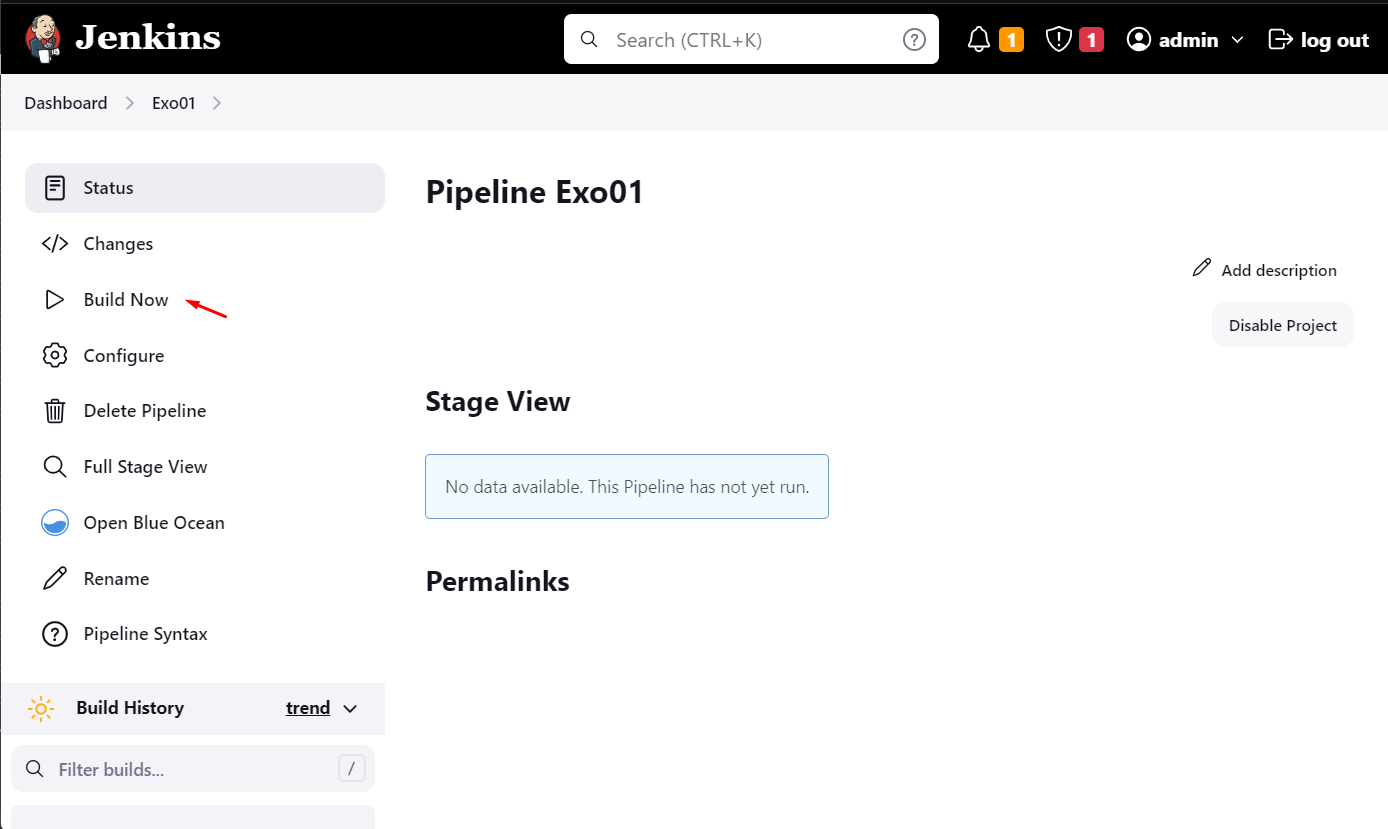 Jenkins
Search (CTRL+K)
?
1
1
admin
log out
Dashboard
Exo01
Status
Changes
Build Now
Configure
Delete Pipeline
Full Stage View
Open Blue Ocean
Rename
? Pipeline Syntax
Build History
trend
Filter builds...
/
Pipeline Exo01
Add description
Disable Project
Stage View
No data available. This Pipeline has not yet run.
Permalinks